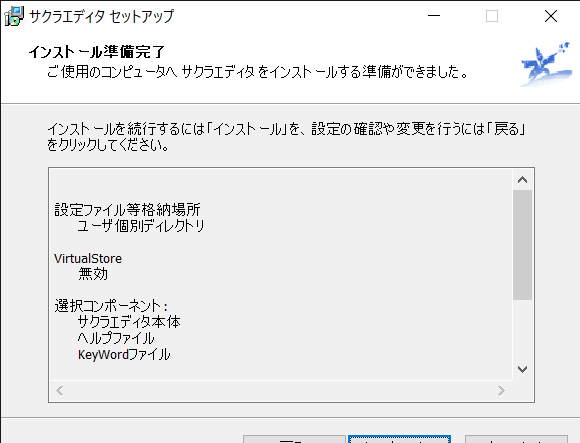 サクラエディタ セットアップ
インストール準備完了
ご使用のコンピュータへ サクラエディタ をインストールする準備ができました。
インストールを続行するには「インストール」を、設定の確認や変更を行うには「戻る」
をクリックしてください。
設定ファイル等格納場所
ユーザ個別ディレクトリ
VirtualStore
無効
選択コンポーネント:
サクラエディタ本体
ヘルプファイル
KeyWordファイル